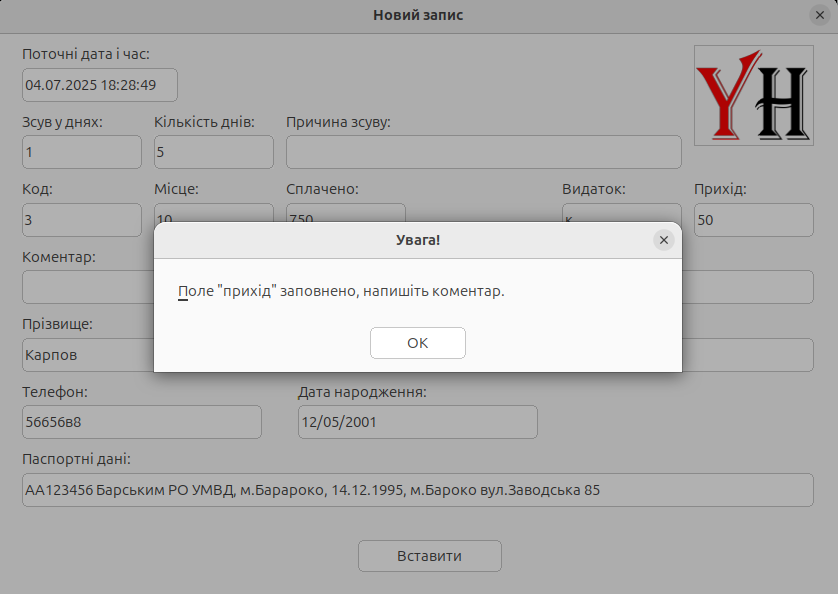 Новий запис
Поточні дата і час:
04.07.2025 18:28:49
YH
Зсув у днях: Кількість днів: Причина зсуву:
1 5
Код: Місце: Сплачено: Видаток: Прихід:
3 10 750 к 50
Увага!
Коментар:
Поле "прихід" заповнено, напишіть коментар.
Прізвище:
OK
Карпов
Телефон: Дата народження:
56656в8 12/05/2001
Паспортні дані:
АА123456 Барським РО УМВД, м.Барароко, 14.12.1995, м.Бароко вул.Заводська 85
Вставити